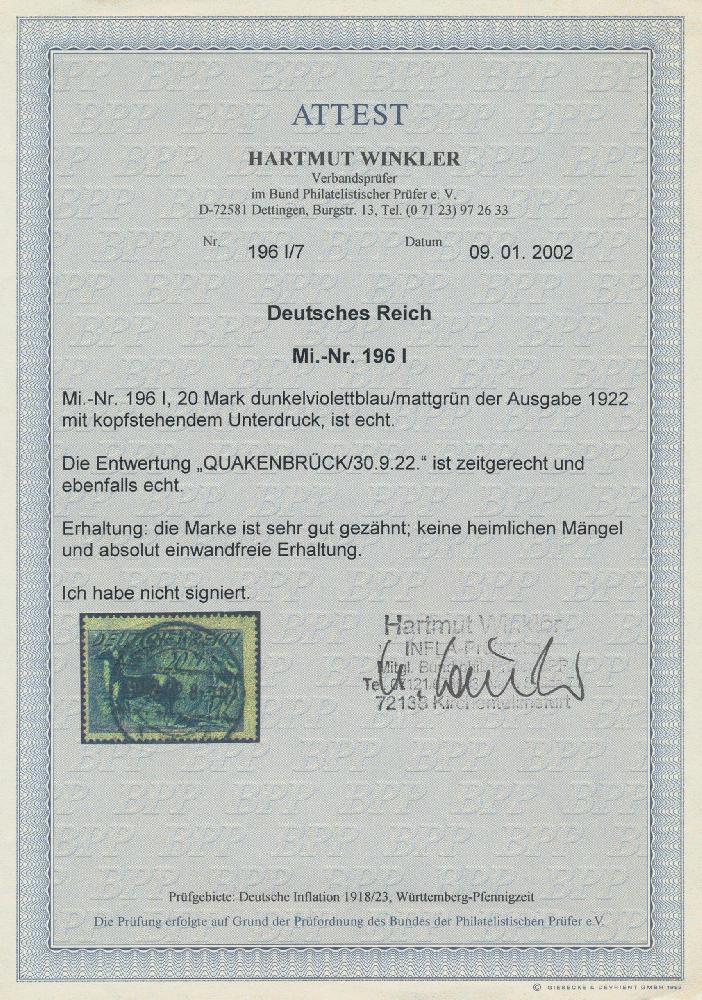 ATTEST
HARTMUT WINKLER
Verbandsprüfer
im Bund Philatelistischer Prüfer e. V.
D-72581 Dettingen, Burgstr. 13, Tel. (0 71 23) 97 26 33
Nr. 196 I/7 Datum 09. 01. 2002
Deutsches Reich
Mi.-Nr. 196 I
Mi.-Nr. 196 I, 20 Mark dunkelviolettblau/mattgrün der Ausgabe 1922
mit kopfstehendem Unterdruck, ist echt.
Die Entwertung „QUAKENBRÜCK/30.9.22.“ ist zeitgerecht und
ebenfalls echt.
Erhaltung: die Marke ist sehr gut gezähnt; keine heimlichen Mängel
und absolut einwandfreie Erhaltung.
Ich habe nicht signiert.
Hartmut Winkler
INFLA
Mitgl.
72138
Prüfgebiete: Deutsche Inflation 1918/23, Württemberg-Pfennigzeit
Die Prüfung erfolgte auf Grund der Prüfordnung des Bundes der Philatelistischen Prüfer e.V.
© GIESECKE & DEVRIENT GMBH